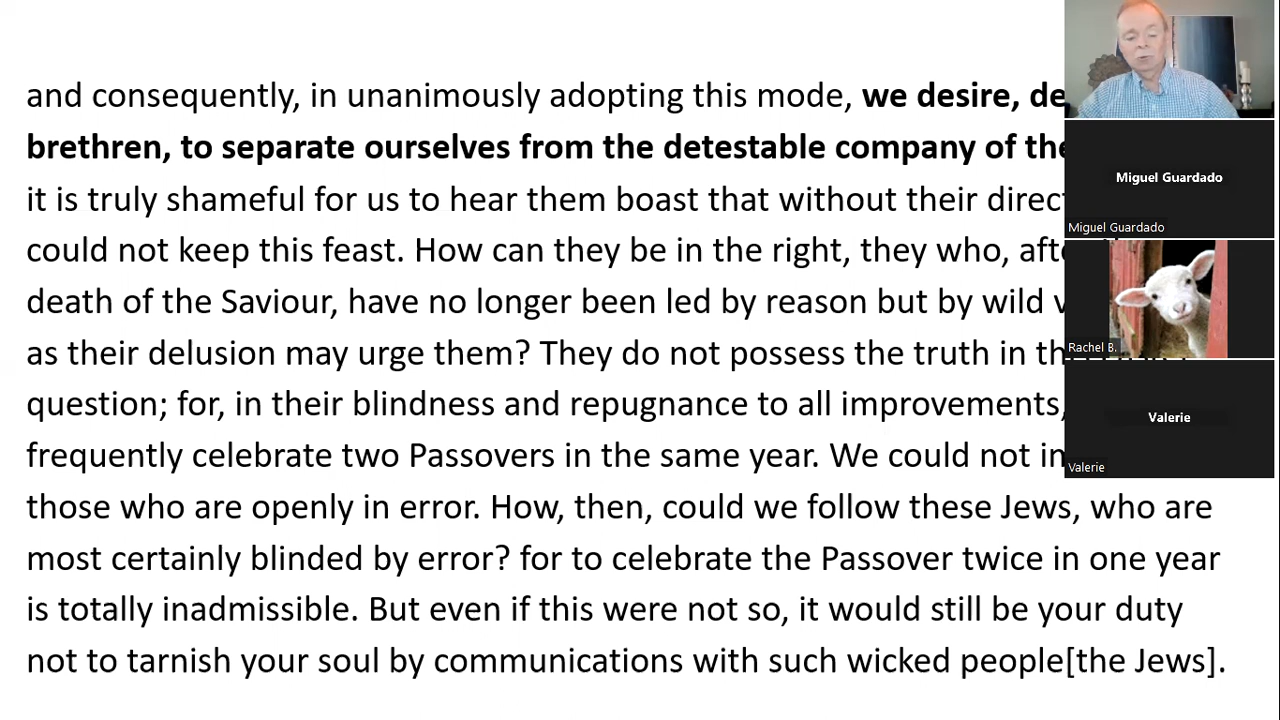 and consequently, in unanimously adopting this mode, we desire,
brethren, to separate ourselves from the detestable company of
it is truly shameful for us to hear them boast that without their
could not keep this feast. How can they be in the right, they who,
death of the Saviour, have no longer been led by reason but by wild
as their delusion may urge them? They do not possess the truth in
question; for, in their blindness and repugnance to all improvements,
frequently celebrate two Passovers in the same year. We could not
those who are openly in error. How, then, could we follow these Jews, who are
most certainly blinded by error? for to celebrate the Passover twice in one year
is totally inadmissible. But even if this were not so, it would still be your duty
not to tarnish your soul by communications with such wicked people[the Jews].
Miguel Guardado
Miguel Guardado
Rachel B.
Valerie
Valerie